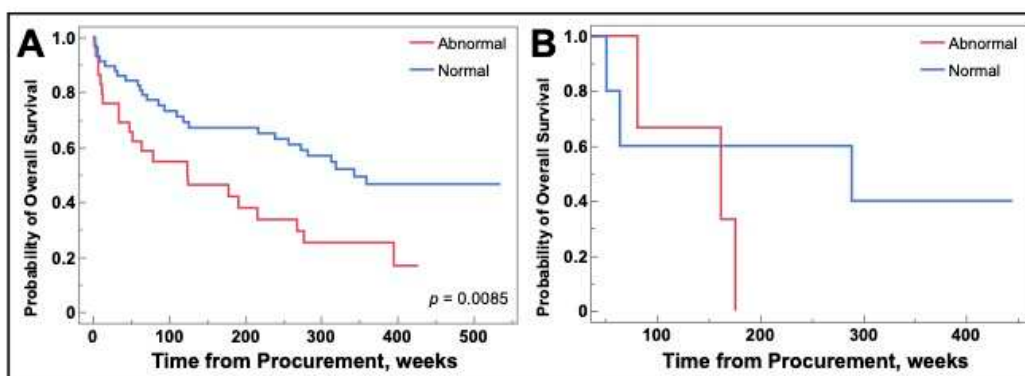 A
B
Abnormal
Normal
Abnormal
Normal
Probability of Overall Survival
1.0
0.8
0.6
0.4
0.2
0
p = 0.0085
0 100 200 300 400 500
Time from Procurement, weeks
Probability of Overall Survival
1.0
0.8
0.6
0.4
0.2
0
100 200 300 400
Time from Procurement, weeks